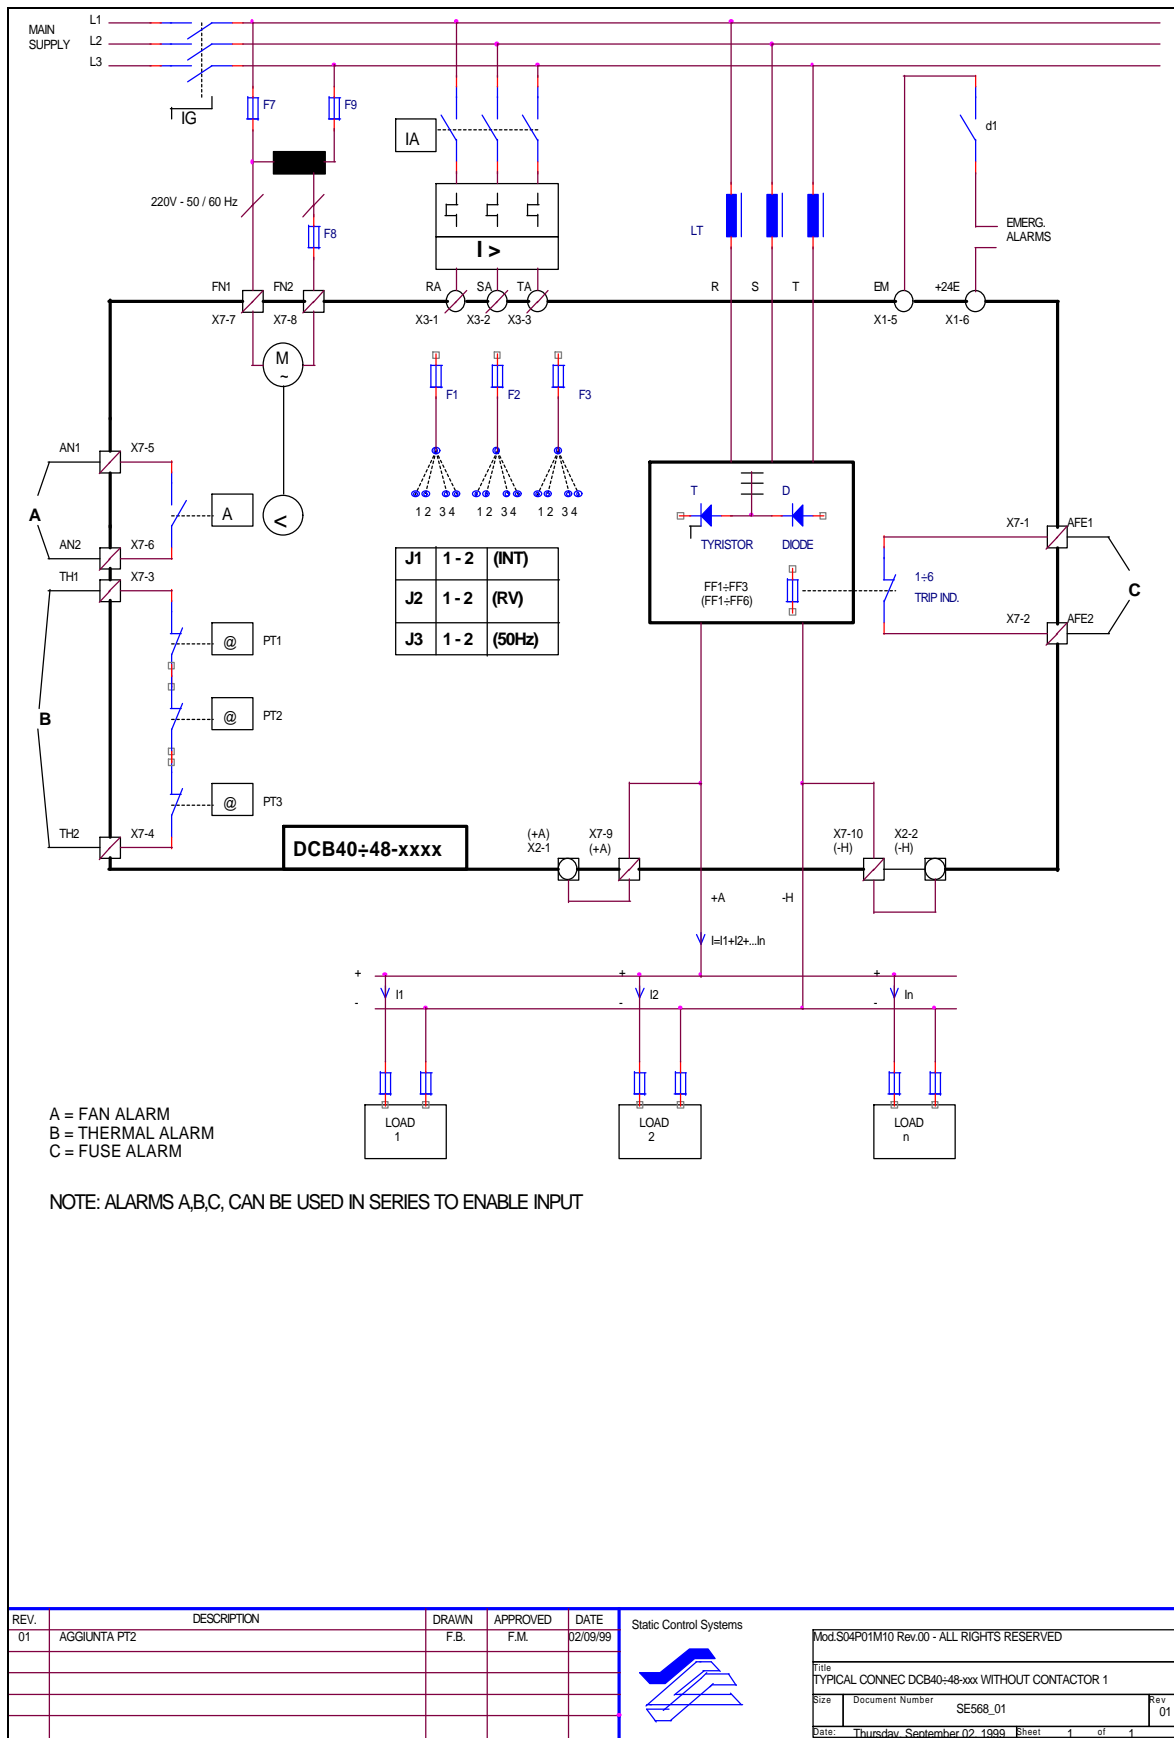 MAIN
SUPPLY
L1
L2
L3
IG
F7
F9
IA
d1
220V - 50 / 60 Hz
F8
I >
LT
EMERG.
ALARMS
FN1
FN2
RA
SA
TA
R
S
T
EM
+24E
X7-7
X7-8
X3-1
X3-2
X3-3
X1-5
X1-6
M
~
F1
F2
F3
AN1
X7-5
A
A
<
1 2 3 4
1 2 3 4
1 2 3 4
T
D
TYRISTOR
DIODE
FF1÷FF3
(FF1÷FF6)
X7-1
AFE1
1÷6
TRIP IND.
C
X7-2
AFE2
AN2
X7-6
TH1
X7-3
J1 1 - 2 (INT)
J2 1 - 2 (RV)
J3 1 - 2 (50Hz)
@
PT1
B
@
PT2
@
PT3
TH2
X7-4
DCB40÷48-xxxx
(+A)
X2-1
X7-9
(+A)
X7-10
(-H)
X2-2
(-H)
+A
-H
I=I1+I2+...In
+
-
I1
+
-
I2
+
-
In
LOAD
1
LOAD
2
LOAD
n
A = FAN ALARM
B = THERMAL ALARM
C = FUSE ALARM
NOTE: ALARMS A,B,C, CAN BE USED IN SERIES TO ENABLE INPUT
REV. DESCRIPTION DRAWN APPROVED DATE
01 AGGIUNTA PT2 F.B. F.M. 02/09/99
Static Control Systems
Mod.S04P01M10 Rev.00 - ALL RIGHTS RESERVED
Title
TYPICAL CONNEC DCB40÷48-xxx WITHOUT CONTACTOR 1
Size Document Number Rev
SE568_01 01
Date: Thursday, September 02, 1999 Sheet 1 of 1